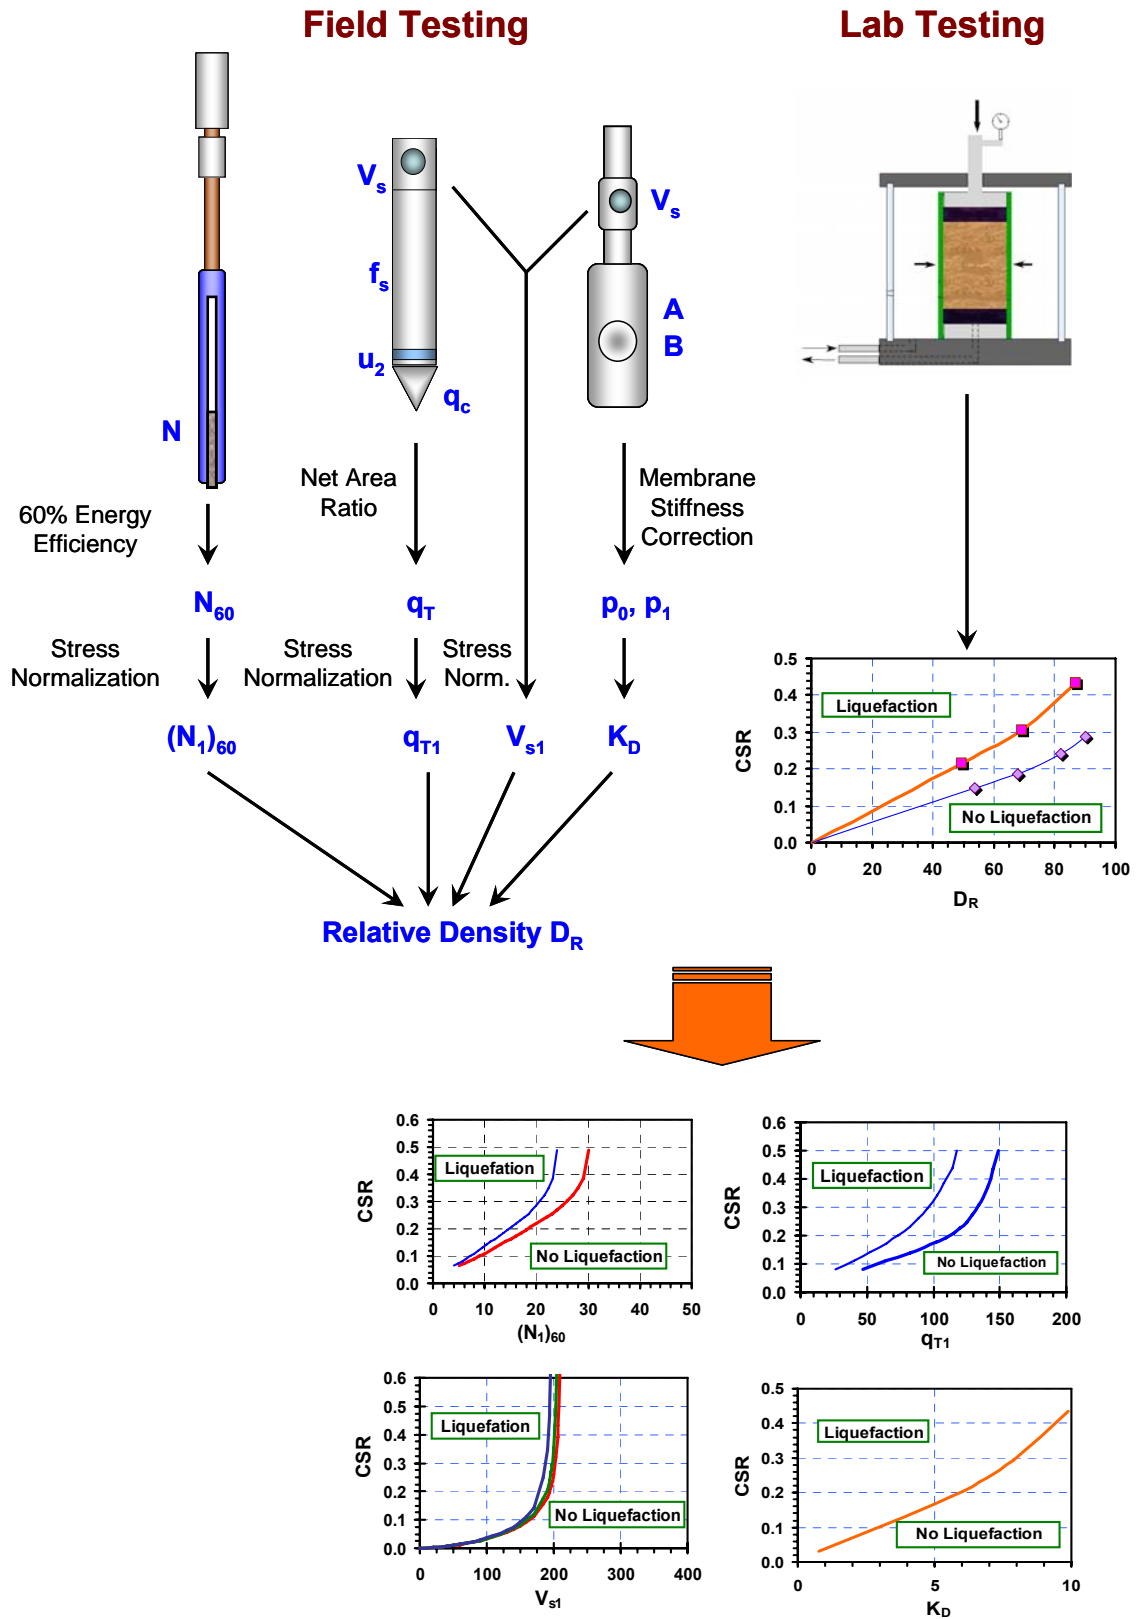 Field Testing
Lab Testing
Vs
Vs
fs
A
B
u2
qc
N
Net Area
Ratio
Membrane
Stiffness
Correction
60% Energy
Efficiency
N60
qT
p0, p1
Stress
Normalization
Stress
Normalization
Stress
Norm.
(N1)60
qT1
Vs1
KD
Relative Density DR
0.5
0.4
0.3
0.2
0.1
0.0
CSR
Liquefaction
No Liquefaction
0 20 40 60 80 100
DR
0.6
0.5
0.4
0.3
0.2
0.1
0.0
CSR
Liquefation
No Liquefaction
0 10 20 30 40 50
(N1)60
0.6
0.5
0.4
0.3
0.2
0.1
0.0
CSR
Liquefaction
No Liquefaction
0 50 100 150 200
qT1
0.6
0.5
0.4
0.3
0.2
0.1
0.0
CSR
Liquefation
No Liquefaction
0 100 200 300 400
Vs1
0.5
0.4
0.3
0.2
0.1
0.0
CSR
Liquefaction
No Liquefaction
0 5 10
KD